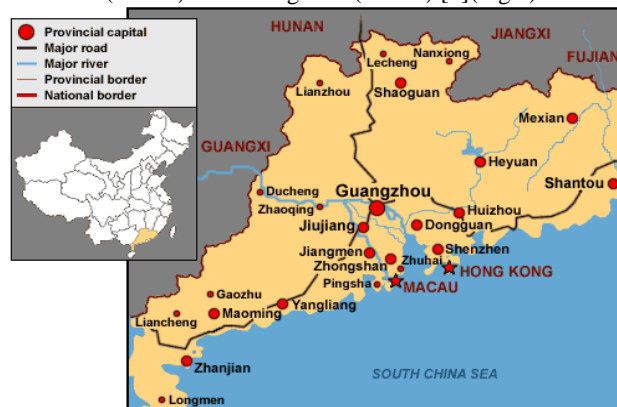 Provincial capital
Major road
Major river
Provincial border
National border
HUNAN
JIANGXI
FUJIAN
Lecheng
Nanxiong
Lianzhou
Shaoguan
Mexian
GUANGXI
Heyuan
Ducheng
Guangzhou
Shantou
Zhaoqing
Huizhou
Jiujiang
Dongguan
Jiangmen
Shenzhen
Zhongshan
Zhuhai
HONG KONG
Pingsha
MACAU
Gaozhu
Yangliang
Liancheng
Maoming
Zhanjian
SOUTH CHINA SEA
Longmen